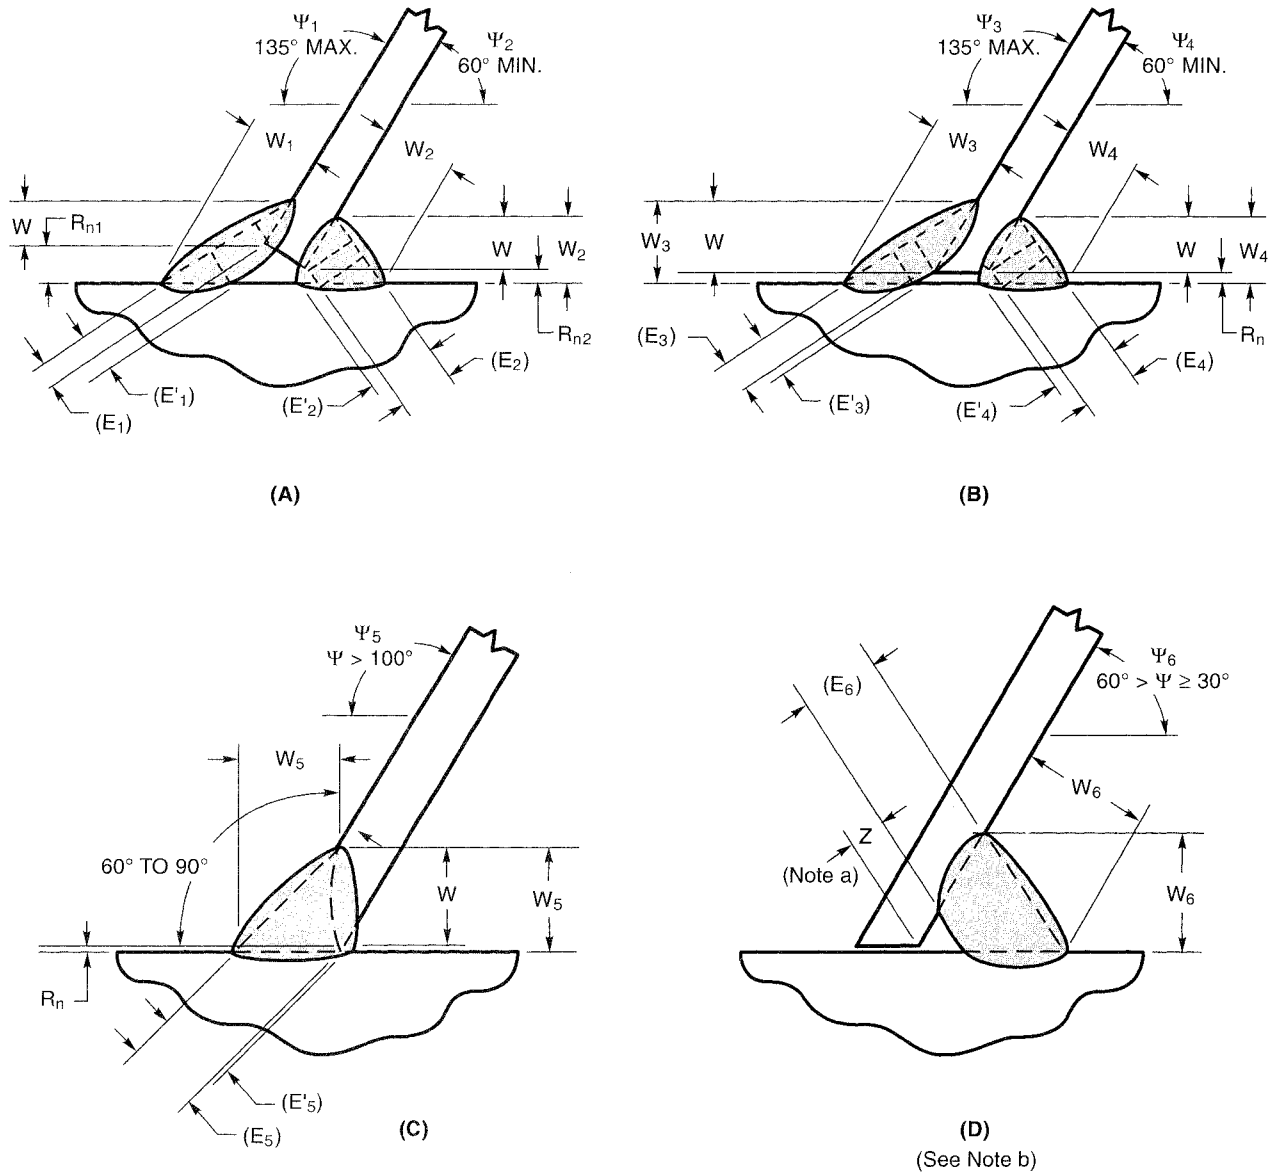 Ψ1
135° MAX.
Ψ2
60° MIN.
W1
W2
W
Rn1
W
W2
Rn2
(E2)
(E'1)
(E'2)
(E1)
(A)
Ψ3
135° MAX.
Ψ4
60° MIN.
W3
W4
W3
W
W
W4
Rn
(E3)
(E4)
(E'3)
(E'4)
(B)
Ψ5
Ψ > 100°
W5
60° TO 90°
W
W5
Rn
(E'5)
(E5)
(C)
Ψ6
60° > Ψ ≥ 30°
(E6)
W6
Z
(Note a)
W6
(D)
(See Note b)